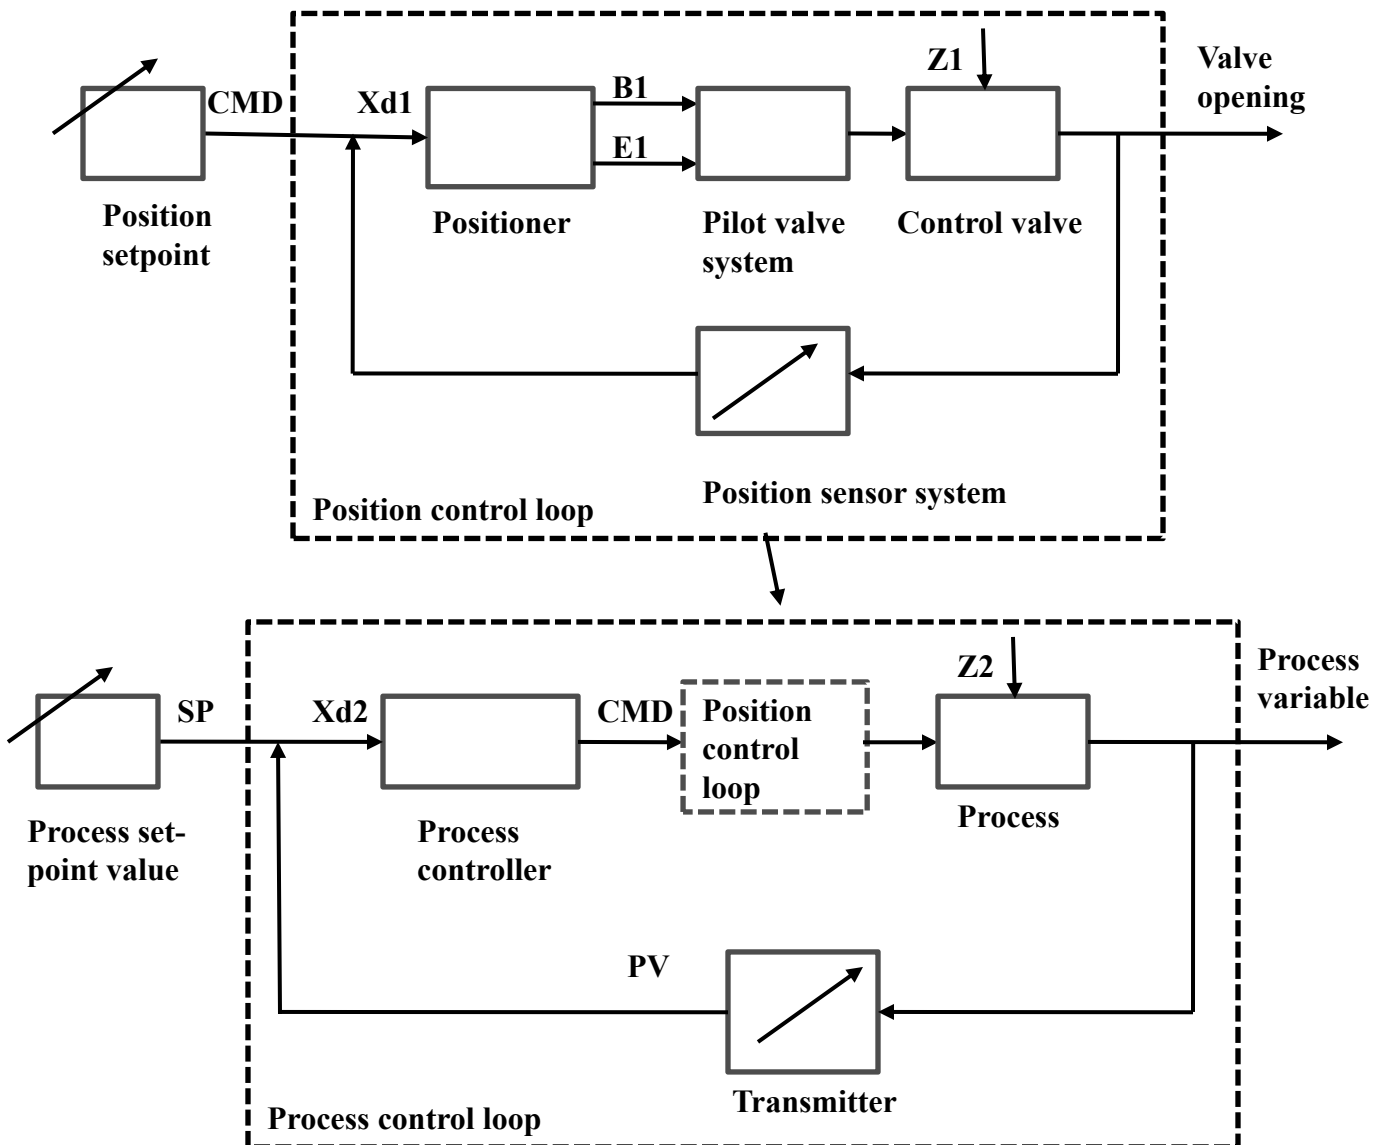 CMD
Xd1
B1
E1
Z1
Valve
opening
Position
setpoint
Positioner
Pilot valve
system
Control valve
Position sensor system
Position control loop
SP
Xd2
CMD
Position
control
loop
Z2
Process
variable
Process set-
point value
Process
controller
Process
PV
Transmitter
Process control loop